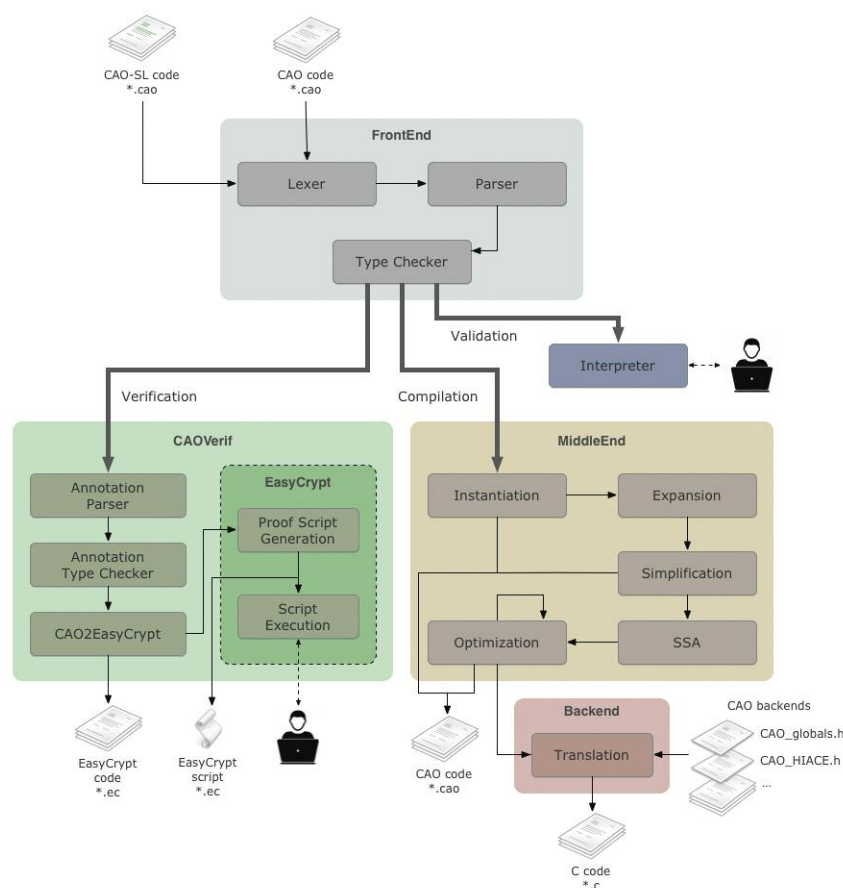 CAO-SL code
*.cao
CAO code
*.cao
FrontEnd
Lexer
Parser
Type Checker
Validation
Interpreter
Verification
Compilation
CAOVerif
Annotation
Parser
Annotation
Type Checker
CAO2EasyCrypt
EasyCrypt
Proof Script
Generation
Script
Execution
MiddleEnd
Instantiation
Expansion
Simplification
Optimization
SSA
EasyCrypt
code
*.ec
EasyCrypt
script
*.ec
CAO code
*.cao
Backend
Translation
CAO backends
CAO_globals.h
CAO_HIACE.h
...
C code
*.c